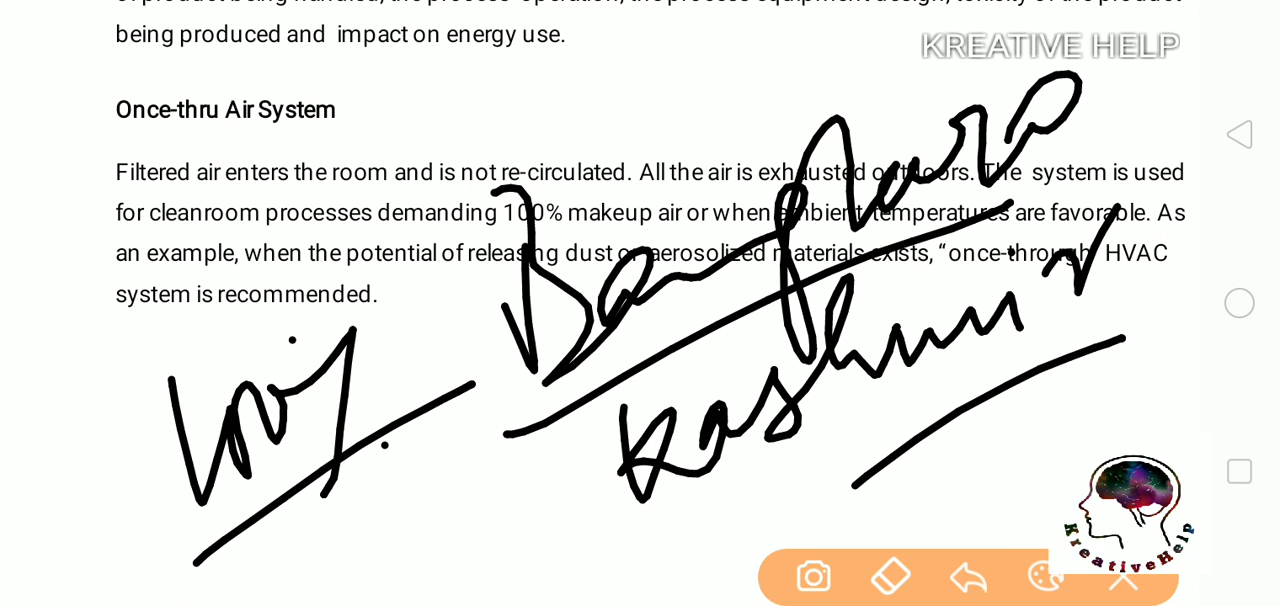 being produced and impact on energy use.
KREATIVE HELP
Once-thru Air System
Filtered air enters the room and is not re-circulated. All the air is exhausted outdoors. The system is used
for cleanroom processes demanding 100% makeup air or when ambient temperatures are favorable. As
an example, when the potential of releasing dust or aerosolized materials exists, “once-through” HVAC
system is recommended.
Kashmir
KreativeHelp